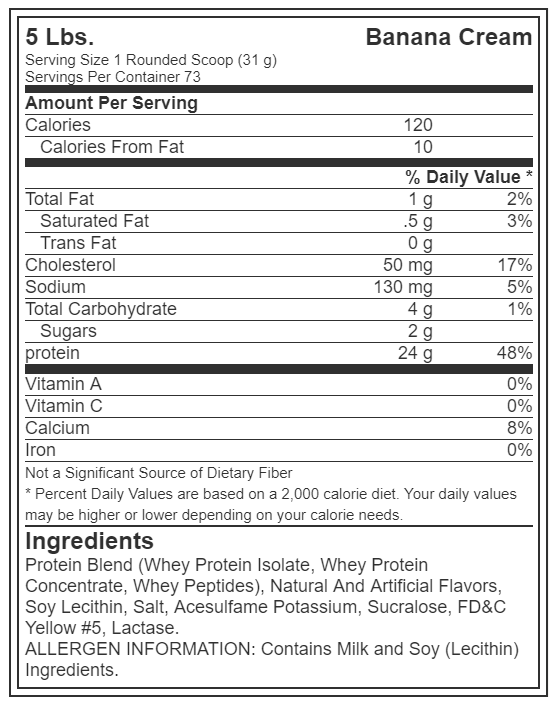 5 Lbs. Banana Cream
Serving Size 1 Rounded Scoop (31 g)
Servings Per Container 73
Amount Per Serving
Calories 120
Calories From Fat 10
% Daily Value *
Total Fat 1 g 2%
Saturated Fat .5 g 3%
Trans Fat 0 g
Cholesterol 50 mg 17%
Sodium 130 mg 5%
Total Carbohydrate 4 g 1%
Sugars 2 g
protein 24 g 48%
Vitamin A 0%
Vitamin C 0%
Calcium 8%
Iron 0%
Not a Significant Source of Dietary Fiber
* Percent Daily Values are based on a 2,000 calorie diet. Your daily values
may be higher or lower depending on your calorie needs.
Ingredients
Protein Blend (Whey Protein Isolate, Whey Protein
Concentrate, Whey Peptides), Natural And Artificial Flavors,
Soy Lecithin, Salt, Acesulfame Potassium, Sucralose, FD&C
Yellow #5, Lactase.
ALLERGEN INFORMATION: Contains Milk and Soy (Lecithin)
Ingredients.